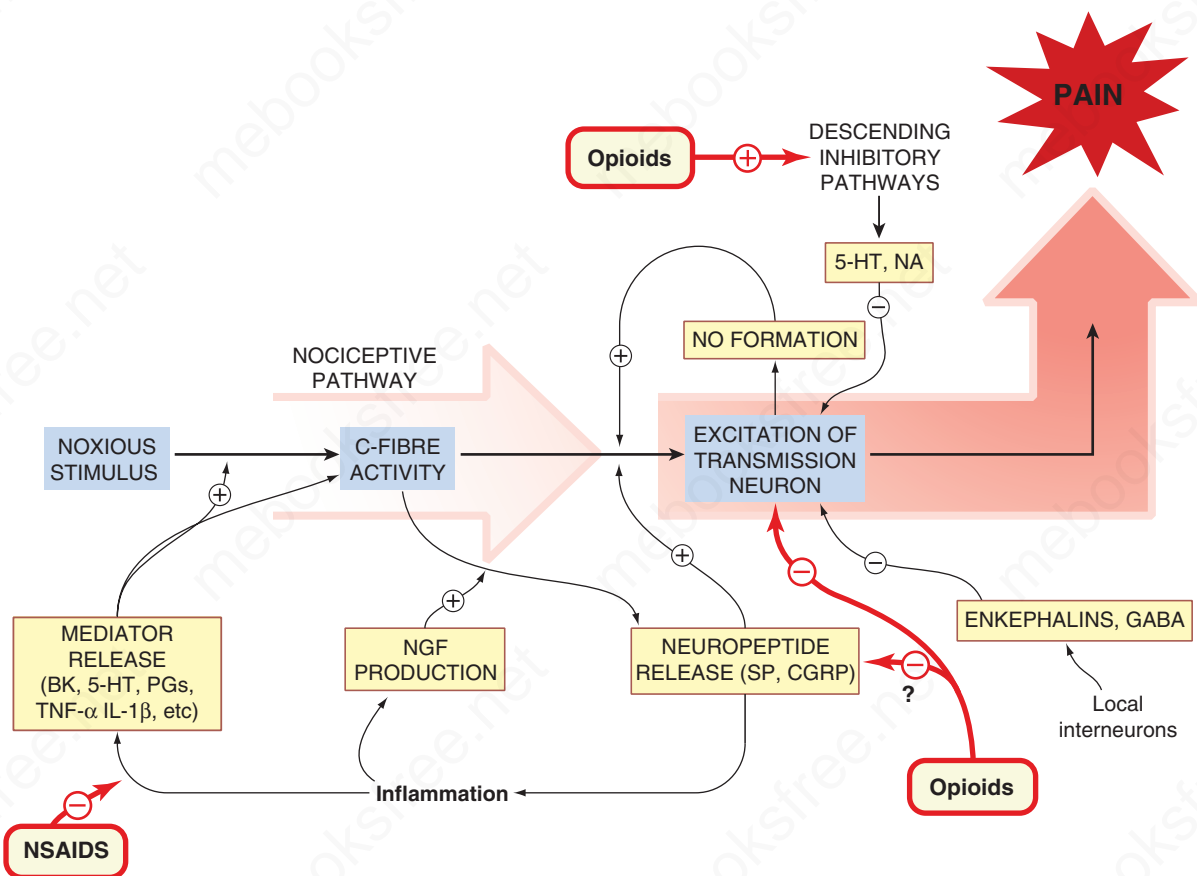 PAIN
Opioids
+
DESCENDING
INHIBITORY
PATHWAYS
5-HT, NA
−
NO FORMATION
+
NOCICEPTIVE
PATHWAY
NOXIOUS
STIMULUS
C-FIBRE
ACTIVITY
EXCITATION OF
TRANSMISSION
NEURON
+
+
−
−
MEDIATOR
RELEASE
(BK, 5-HT, PGs,
TNF-α IL-1β, etc)
+
NGF
PRODUCTION
NEUROPEPTIDE
RELEASE (SP, CGRP)
−
?
ENKEPHALINS, GABA
Local
interneurons
Inflammation
Opioids
−
NSAIDS
mebooksfree.net